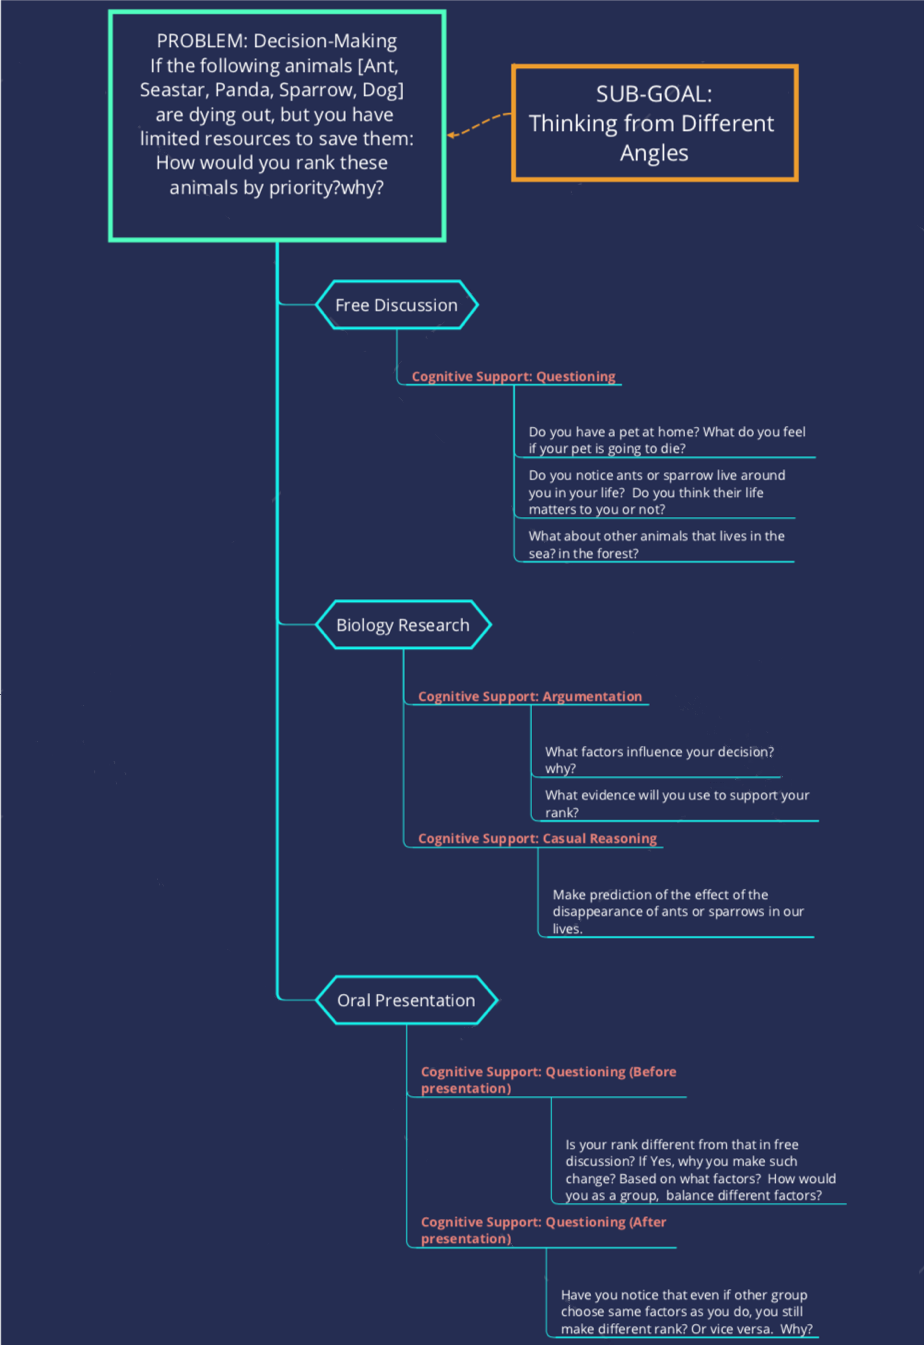 PROBLEM: Decision-Making
If the following animals [Ant,
Seastar, Panda, Sparrow, Dog]
are dying out, but you have
limited resources to save them:
How would you rank these
animals by priority?why?
SUB-GOAL:
Thinking from Different
Angles
Free Discussion
Cognitive Support: Questioning
Do you have a pet at home? What do you feel
if your pet is going to die?
Do you notice ants or sparrow live around
you in your life?  Do you think their life
matters to you or not?
What about other animals that lives in the
sea? in the forest?
Biology Research
Cognitive Support: Argumentation
What factors influence your decision?
why?
What evidence will you use to support your
rank?
Cognitive Support: Casual Reasoning
Make prediction of the effect of the
disappearance of ants or sparrows in our
lives.
Oral Presentation
Cognitive Support: Questioning (Before
presentation)
Is your rank different from that in free
discussion? If Yes, why you make such
change? Based on what factors?  How would
you as a group,  balance different factors?
Cognitive Support: Questioning (After
presentation)
Have you notice that even if other group
choose same factors as you do, you still
make different rank? Or vice versa.  Why?